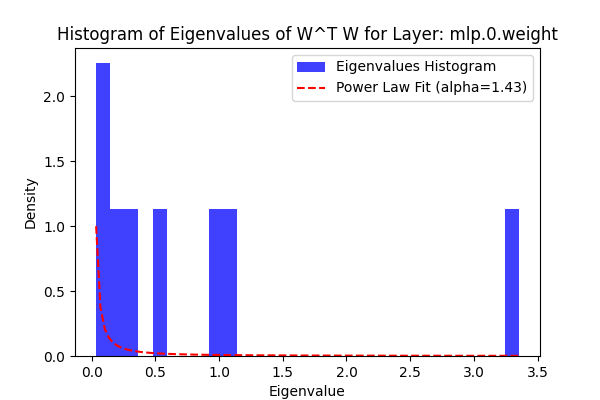 Histogram of Eigenvalues of W^T W for Layer: mlp.0.weight
Eigenvalues Histogram
Power Law Fit (alpha=1.43)
Density
2.0
1.5
1.0
0.5
0.0
0.0 0.5 1.0 1.5 2.0 2.5 3.0 3.5
Eigenvalue